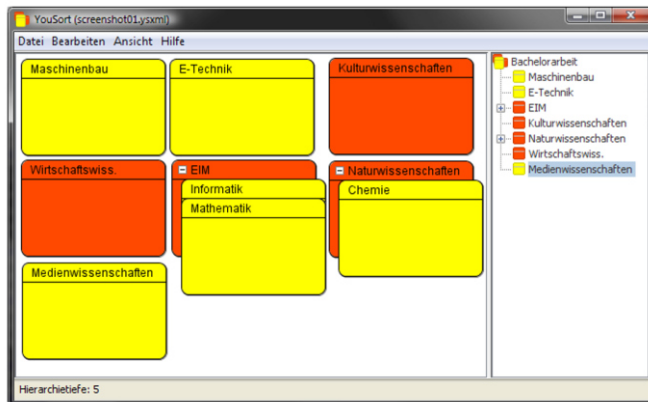 YouSort (screenshot01.ysxml)
Datei Bearbeiten Ansicht Hilfe
Maschinenbau
E-Technik
Kulturwissenschaften
Wirtschaftswiss.
EIM
Informatik
Mathematik
Naturwissenschaften
Chemie
Medienwissenschaften
Bachelorarbeit
Maschinenbau
E-Technik
EIM
Kulturwissenschaften
Naturwissenschaften
Wirtschaftswiss.
Medienwissenschaften
Hierarchietiefe: 5